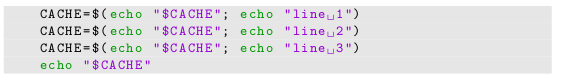 CACHE=$(echo "$CACHE"; echo "line␣1")
CACHE=$(echo "$CACHE"; echo "line␣2")
CACHE=$(echo "$CACHE"; echo "line␣3")
echo "$CACHE"